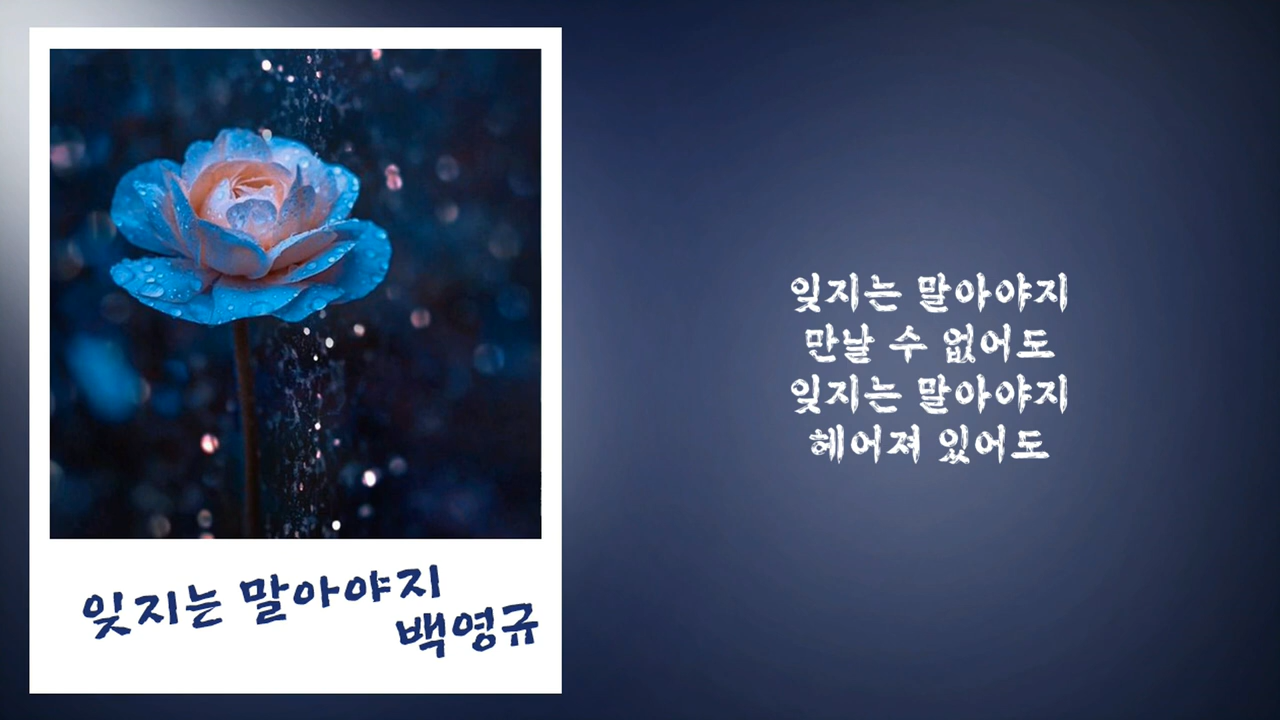 잊지는 말아야지
백영규
잊지는 말아야지
만날 수 없어도
잊지는 말아야지
헤어져 있어도